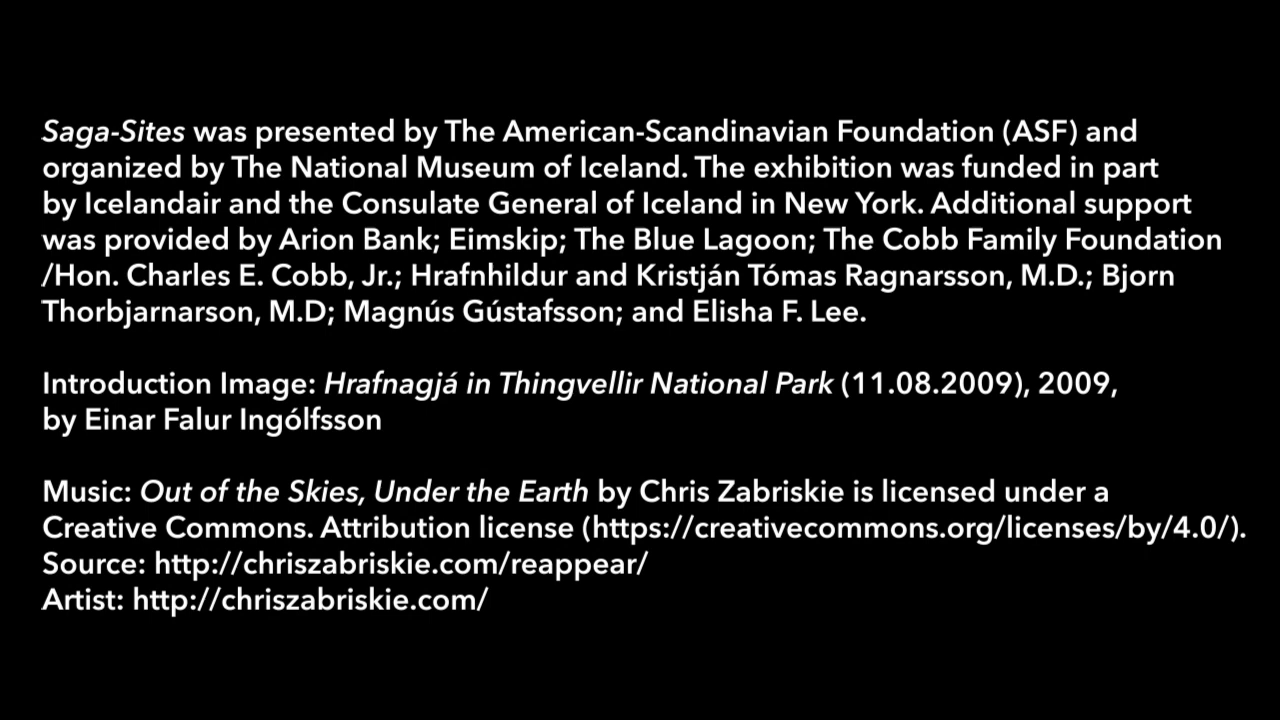 Saga-Sites was presented by The American-Scandinavian Foundation (ASF) and
organized by The National Museum of Iceland. The exhibition was funded in part
by Icelandair and the Consulate General of Iceland in New York. Additional support
was provided by Arion Bank; Eimskip; The Blue Lagoon; The Cobb Family Foundation
/Hon. Charles E. Cobb, Jr.; Hrafnhildur and Kristján Tómas Ragnarsson, M.D.; Bjorn
Thorbjarnarson, M.D; Magnús Gústafsson; and Elisha F. Lee.
Introduction Image: Hrafnagjá in Thingvellir National Park (11.08.2009), 2009,
by Einar Falur Ingólfsson
Music: Out of the Skies, Under the Earth by Chris Zabriskie is licensed under a
Creative Commons. Attribution license (https://creativecommons.org/licenses/by/4.0/).
Source: http://chriszabriskie.com/reappear/
Artist: http://chriszabriskie.com/